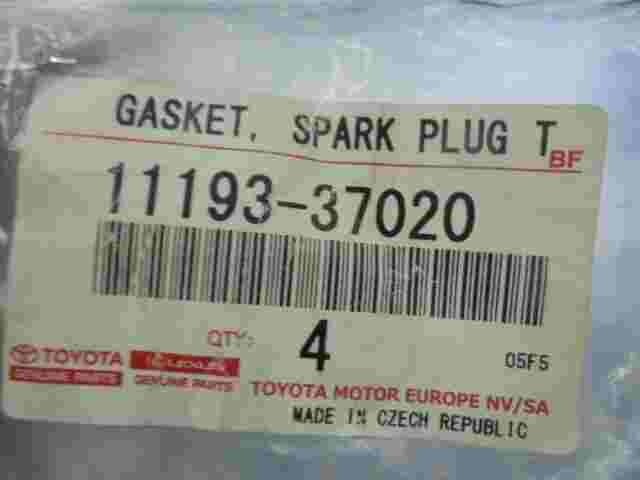 GASKET, SPARK PLUG T
BF
11193-37020
QTY: 4
05F5
TOYOTA
GENUINE PARTS
LEXUS
GENUINE PARTS
TOYOTA MOTOR EUROPE NV/SA
MADE IN CZECH REPUBLIC